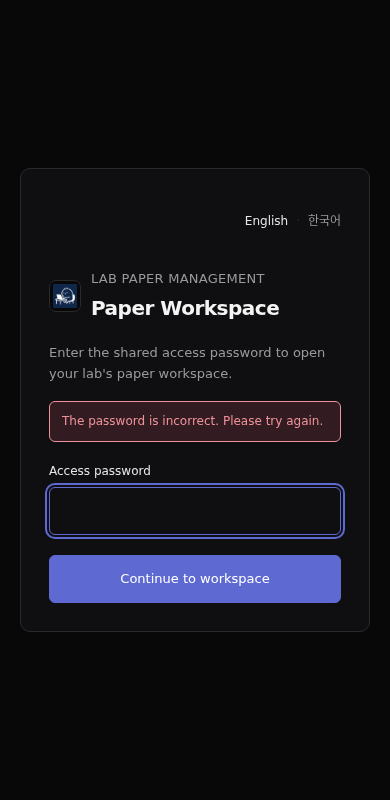 English · 한국어
LAB PAPER MANAGEMENT
Paper Workspace
Enter the shared access password to open
your lab's paper workspace.
The password is incorrect. Please try again.
Access password
Continue to workspace